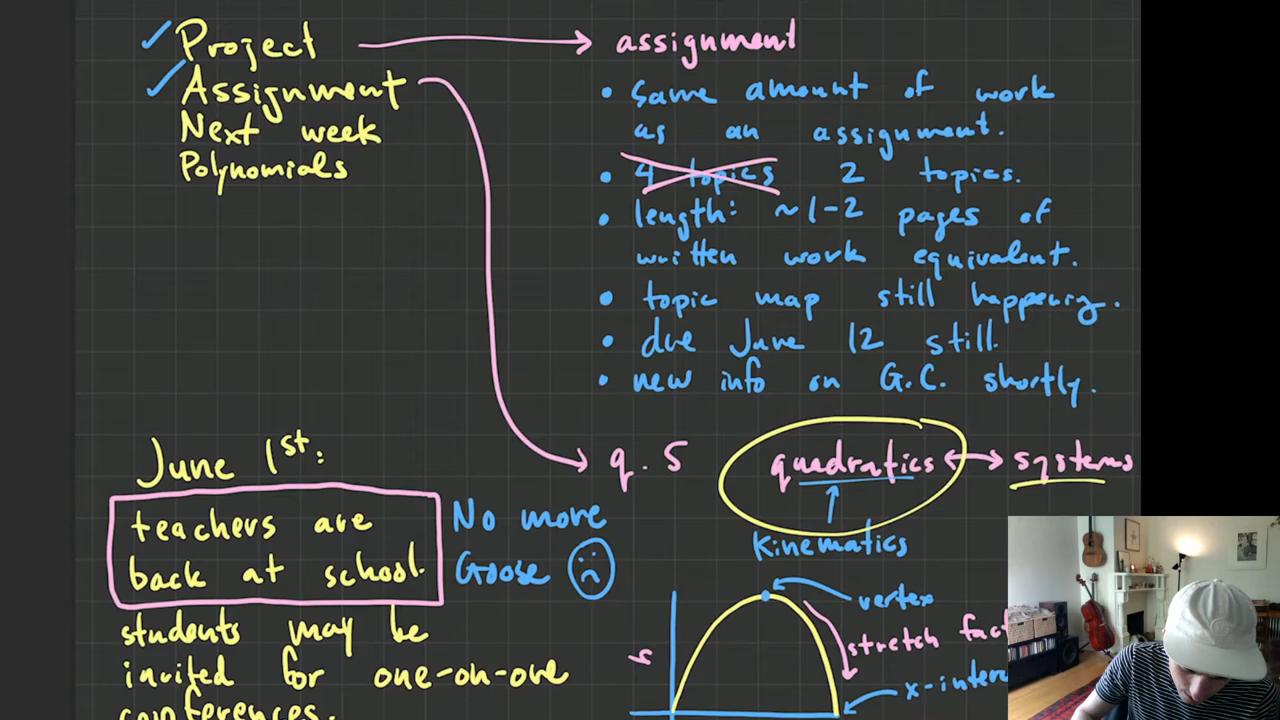 Project
Assignment
Next week
Polynomials
assignment
• same amount of work
as an assignment.
• 4 topics 2 topics.
• length: ~1-2 pages of
written work equivalent.
• topic map still happening.
• due June 12 still.
• new info on G.C. shortly.
June 1st:
teachers are
back at school.
students may be
invited for one-on-one
conferences.
No more
Goose
q. 5 quadratics systems
kinematics
vertex
stretch